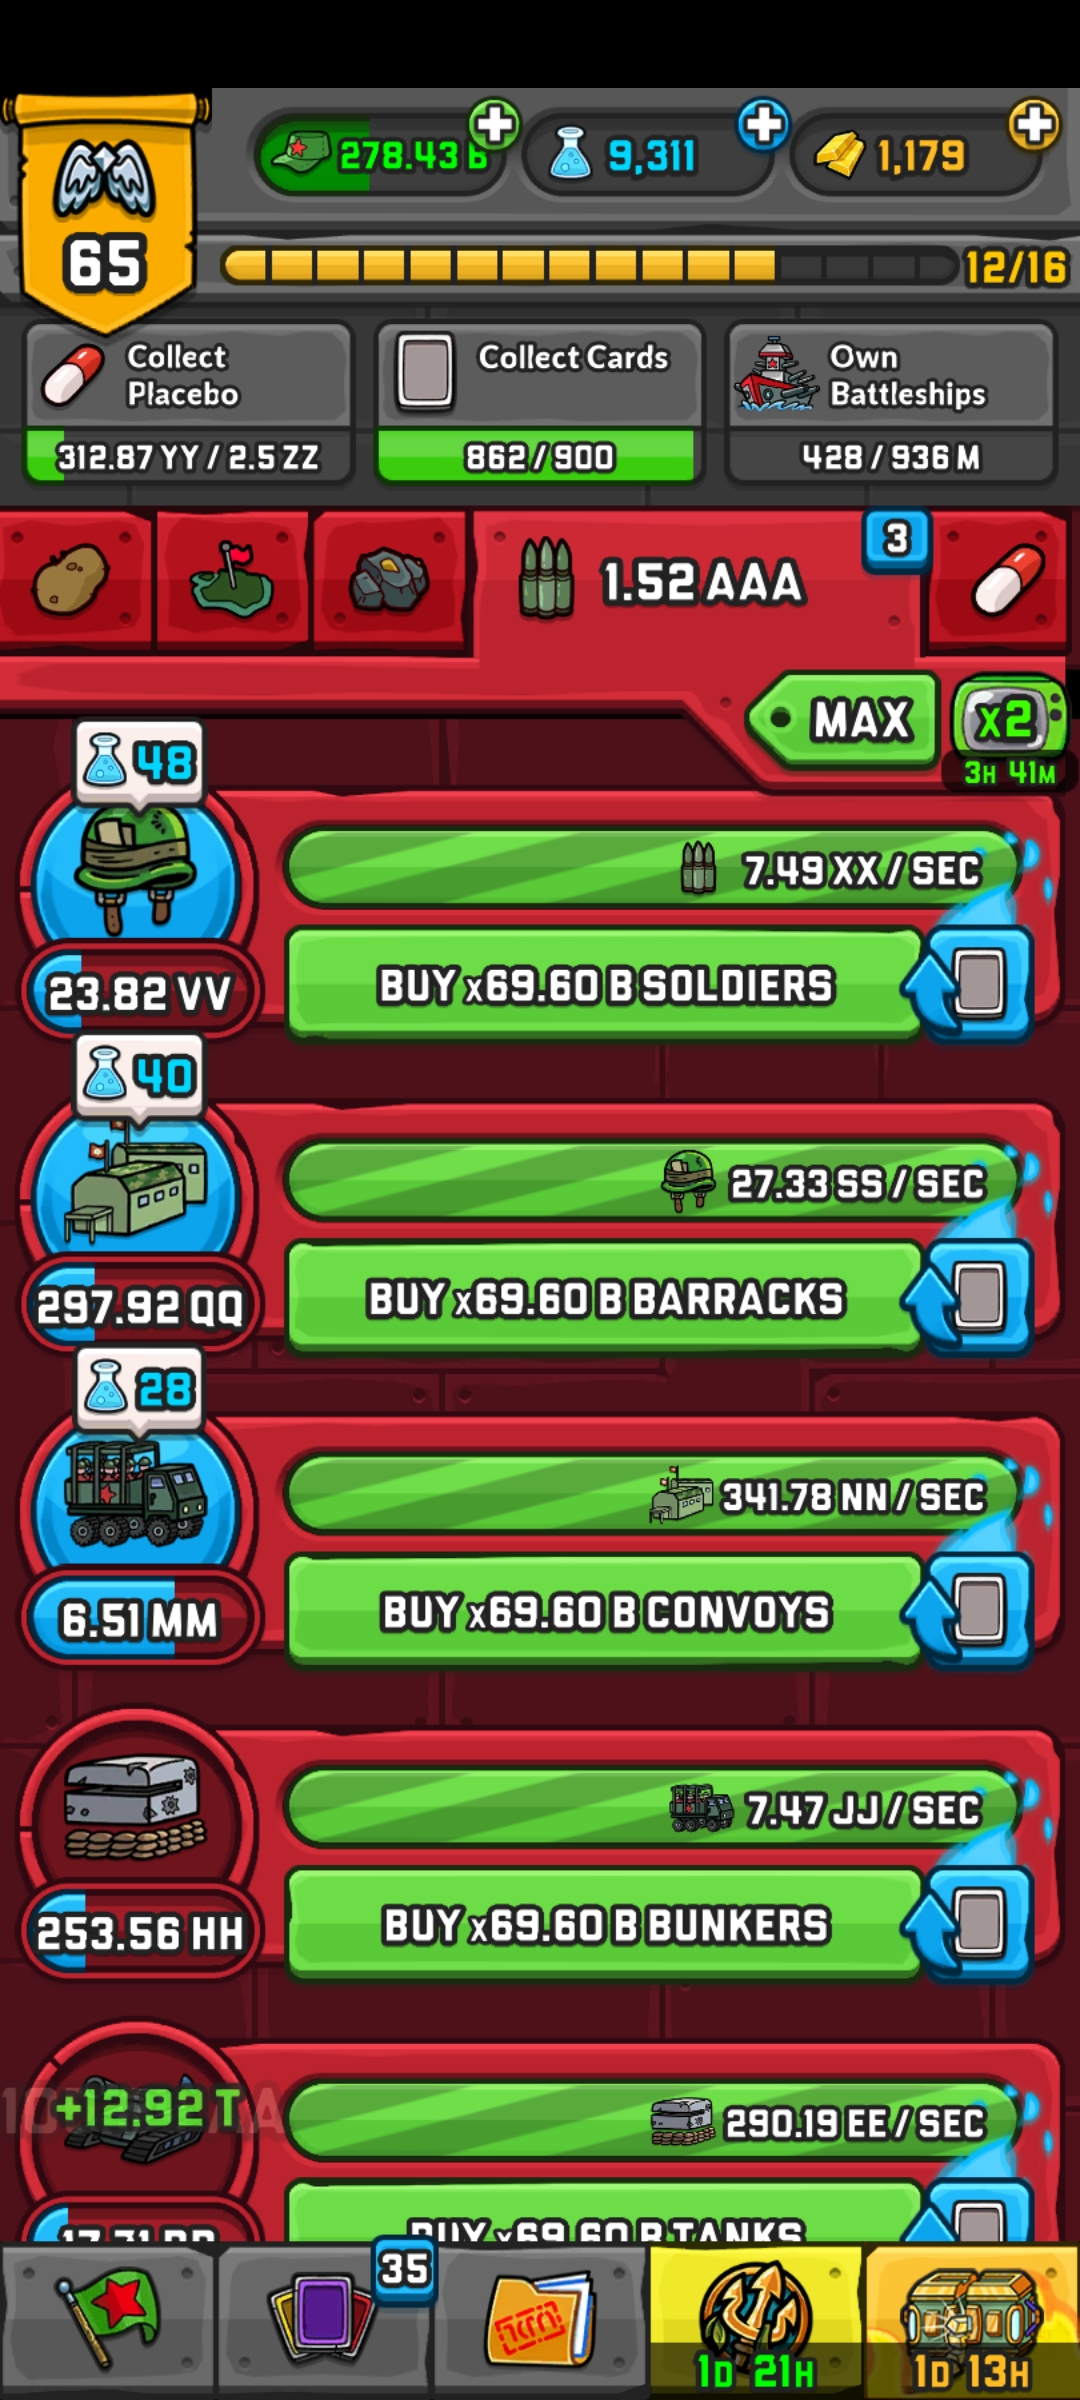 278.43 B
9,311
1,179
65
12/16
Collect
Placebo
Collect Cards
Own
Battleships
312.87 YY / 2.5 ZZ
862 / 900
428 / 936 M
1.52 AAA
3
MAX
x2
3H 41M
48
7.49 XX / SEC
23.82 VV
BUY x69.60 B SOLDIERS
40
27.33 SS / SEC
297.92 QQ
BUY x69.60 B BARRACKS
28
341.78 NN / SEC
6.51 MM
BUY x69.60 B CONVOYS
7.47 JJ / SEC
253.56 HH
BUY x69.60 B BUNKERS
+12.92 T
290.19 EE / SEC
BUY x69.60 B TANKS
35
1D 21H
1D 13H